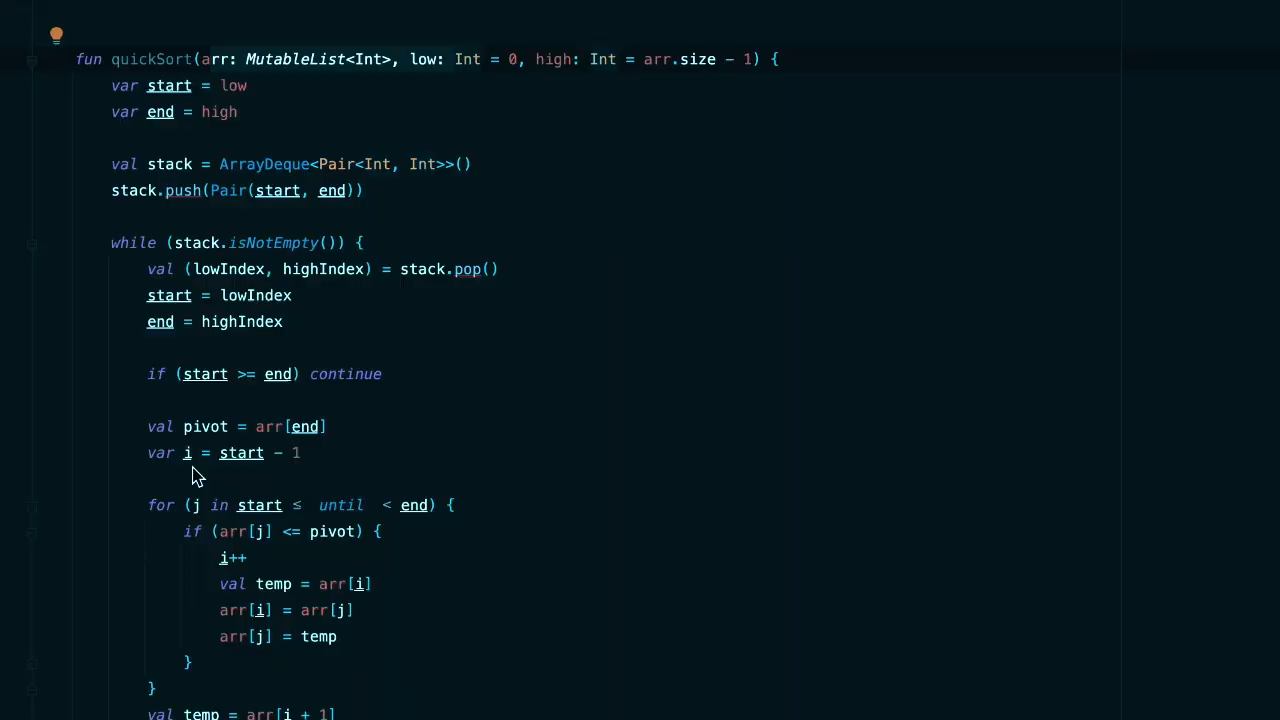 fun quickSort(arr: MutableList<Int>, low: Int = 0, high: Int = arr.size - 1) {
    var start = low
    var end = high

    val stack = ArrayDeque<Pair<Int, Int>>()
    stack.push(Pair(start, end))

    while (stack.isNotEmpty()) {
        val (lowIndex, highIndex) = stack.pop()
        start = lowIndex
        end = highIndex

        if (start >= end) continue

        val pivot = arr[end]
        var i = start - 1

        for (j in start ≤ until < end) {
            if (arr[j] <= pivot) {
                i++
                val temp = arr[i]
                arr[i] = arr[j]
                arr[j] = temp
            }
        }
        val temp = arr[i + 1]